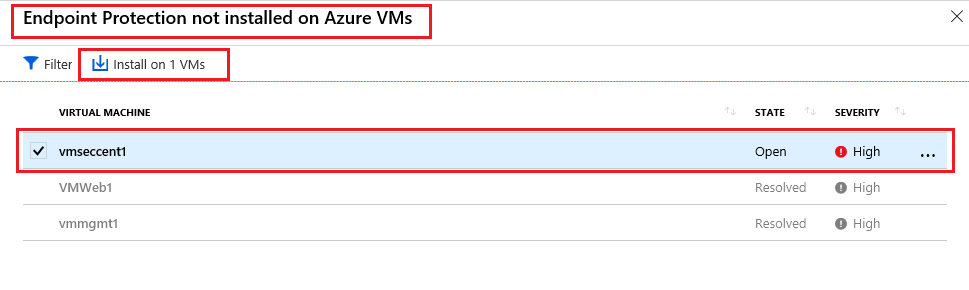 Endpoint Protection not installed on Azure VMs
Filter Install on 1 VMs
VIRTUAL MACHINE STATE SEVERITY
vmseccent1 Open High ...
VMWeb1 Resolved High
vmmgmt1 Resolved High